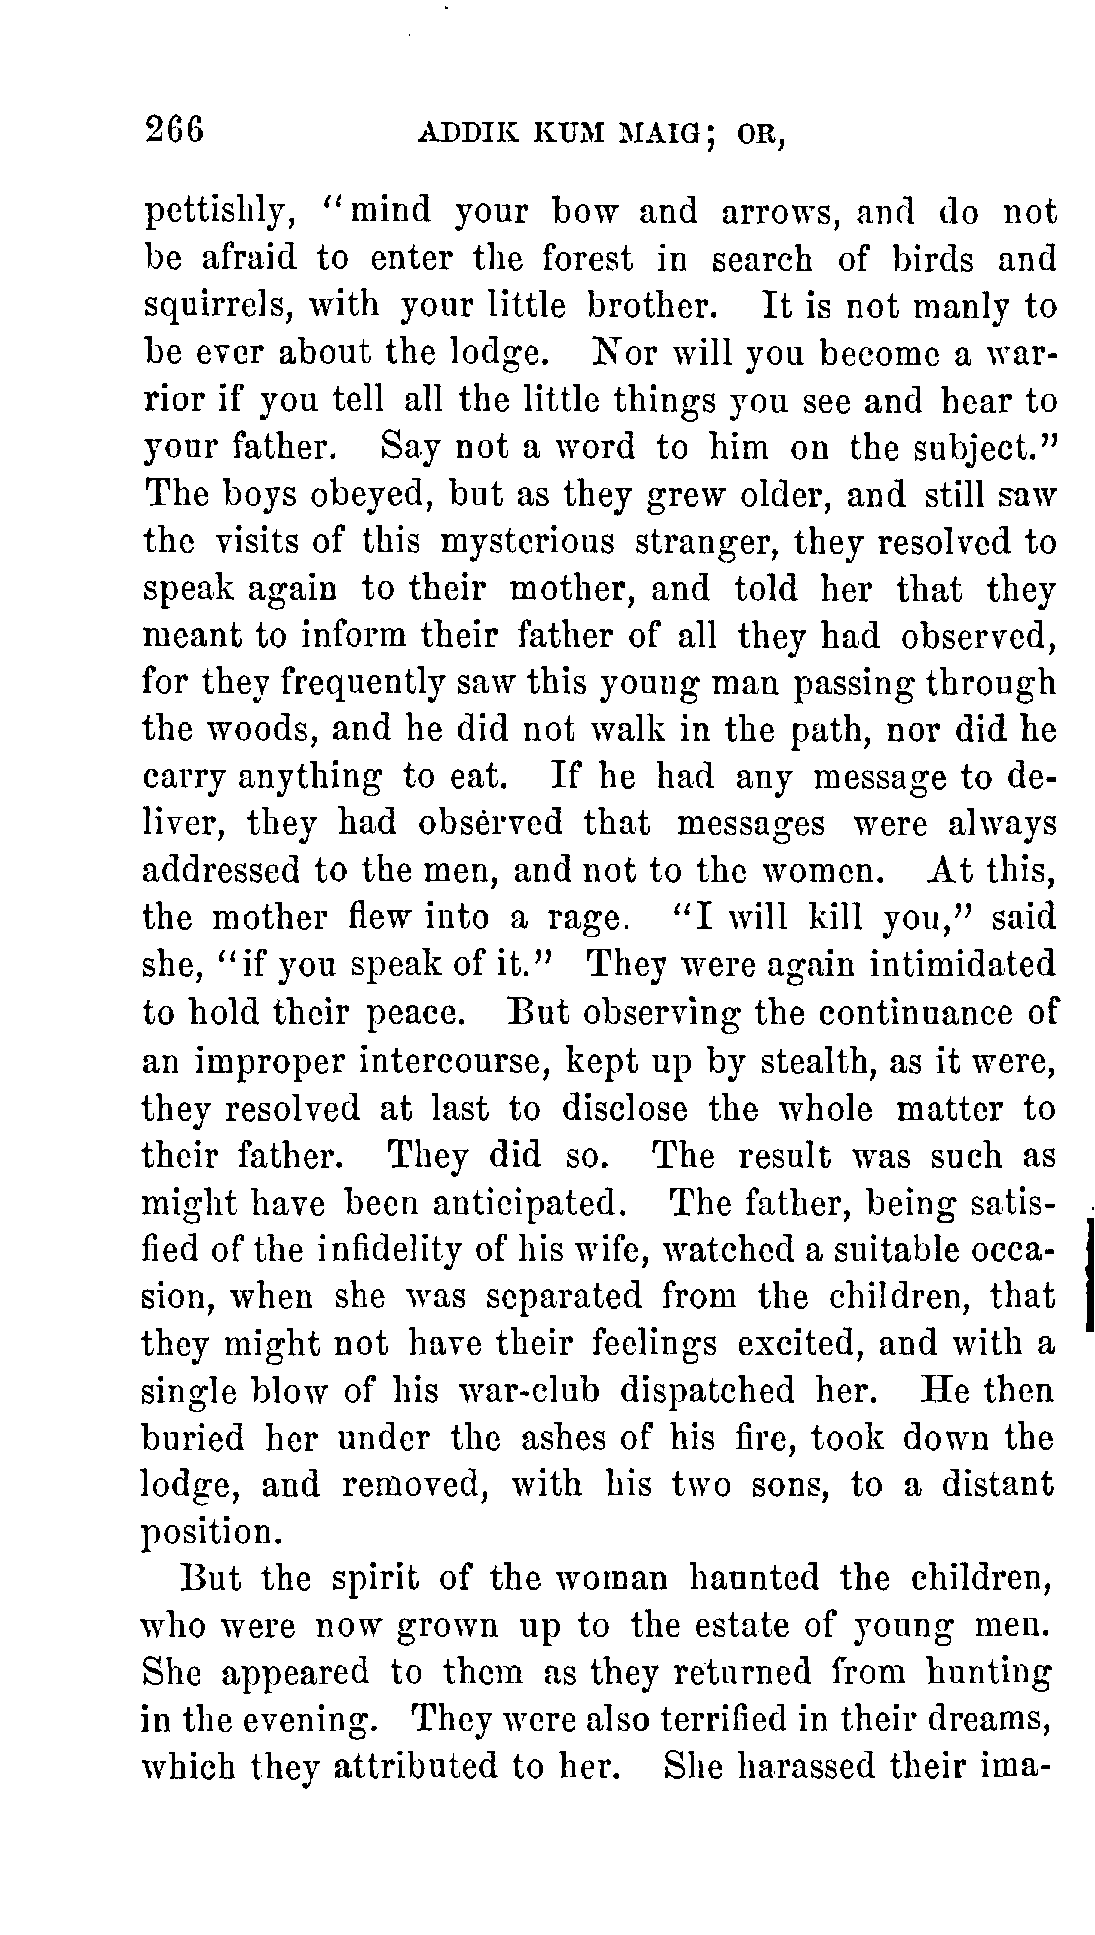 266 ADDIK KUM MAIG; OR,
pettishly, "mind your bow and arrows, and do not
be afraid to enter the forest in search of birds and
squirrels, with your little brother. It is not manly to
be ever about the lodge. Nor will you become a war-
rior if you tell all the little things you see and hear to
your father. Say not a word to him on the subject."
The boys obeyed, but as they grew older, and still saw
the visits of this mysterious stranger, they resolved to
speak again to their mother, and told her that they
meant to inform their father of all they had observed,
for they frequently saw this young man passing through
the woods, and he did not walk in the path, nor did he
carry anything to eat. If he had any message to de-
liver, they had observed that messages were always
addressed to the men, and not to the women. At this,
the mother flew into a rage. "I will kill you," said
she, "if you speak of it." They were again intimidated
to hold their peace. But observing the continuance of
an improper intercourse, kept up by stealth, as it were,
they resolved at last to disclose the whole matter to
their father. They did so. The result was such as
might have been anticipated. The father, being satis-
fied of the infidelity of his wife, watched a suitable occa-
sion, when she was separated from the children, that
they might not have their feelings excited, and with a
single blow of his war-club dispatched her. He then
buried her under the ashes of his fire, took down the
lodge, and removed, with his two sons, to a distant
position.
But the spirit of the woman haunted the children,
who were now grown up to the estate of young men.
She appeared to them as they returned from hunting
in the evening. They were also terrified in their dreams,
which they attributed to her. She harassed their ima-